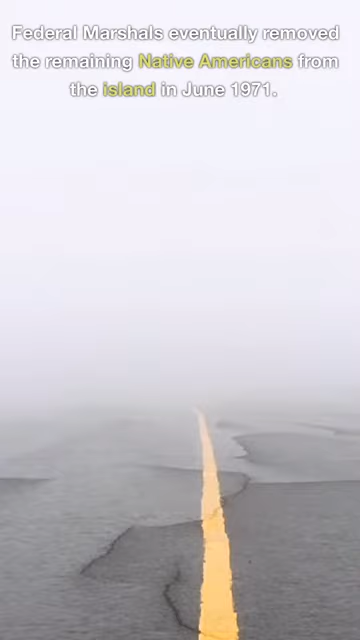 Federal Marshals eventually removed
the remaining Native Americans from
the island in June 1971.